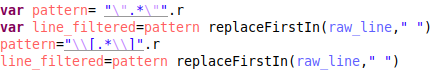 var pattern= "\".*\"".r
var line_filtered=pattern replaceFirstIn(raw_line," ")
pattern="\\[.*\\]".r
line_filtered=pattern replaceFirstIn(raw_line," ")